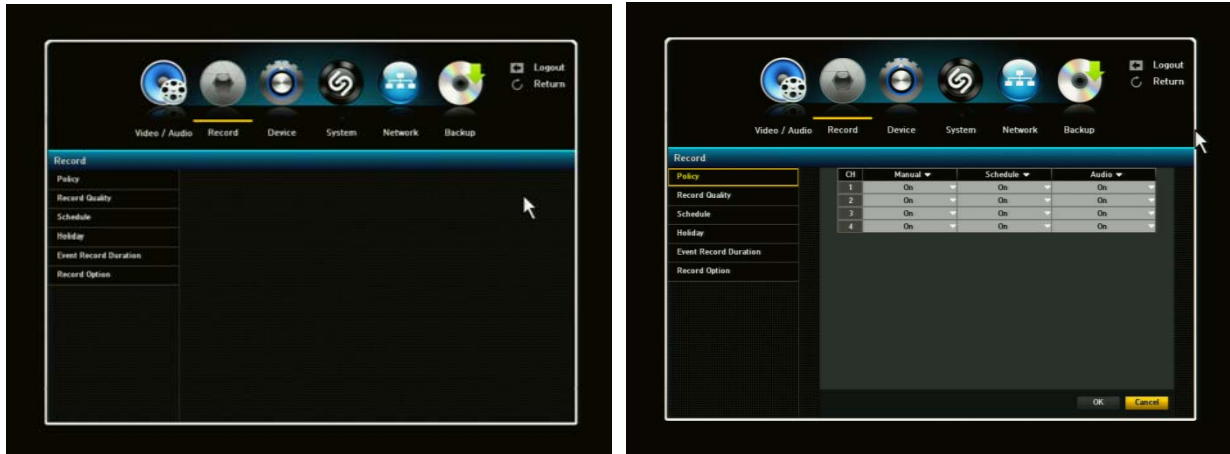 Logout
Return
Video / Audio Record Device System Network Backup
Record
Policy
Record Quality
Schedule
Holiday
Event Record Duration
Record Option
Logout
Return
Video / Audio Record Device System Network Backup
Record
Policy
Record Quality
Schedule
Holiday
Event Record Duration
Record Option
CH Manual Schedule Audio
1 On On On
2 On On On
3 On On On
4 On On On
OK Cancel